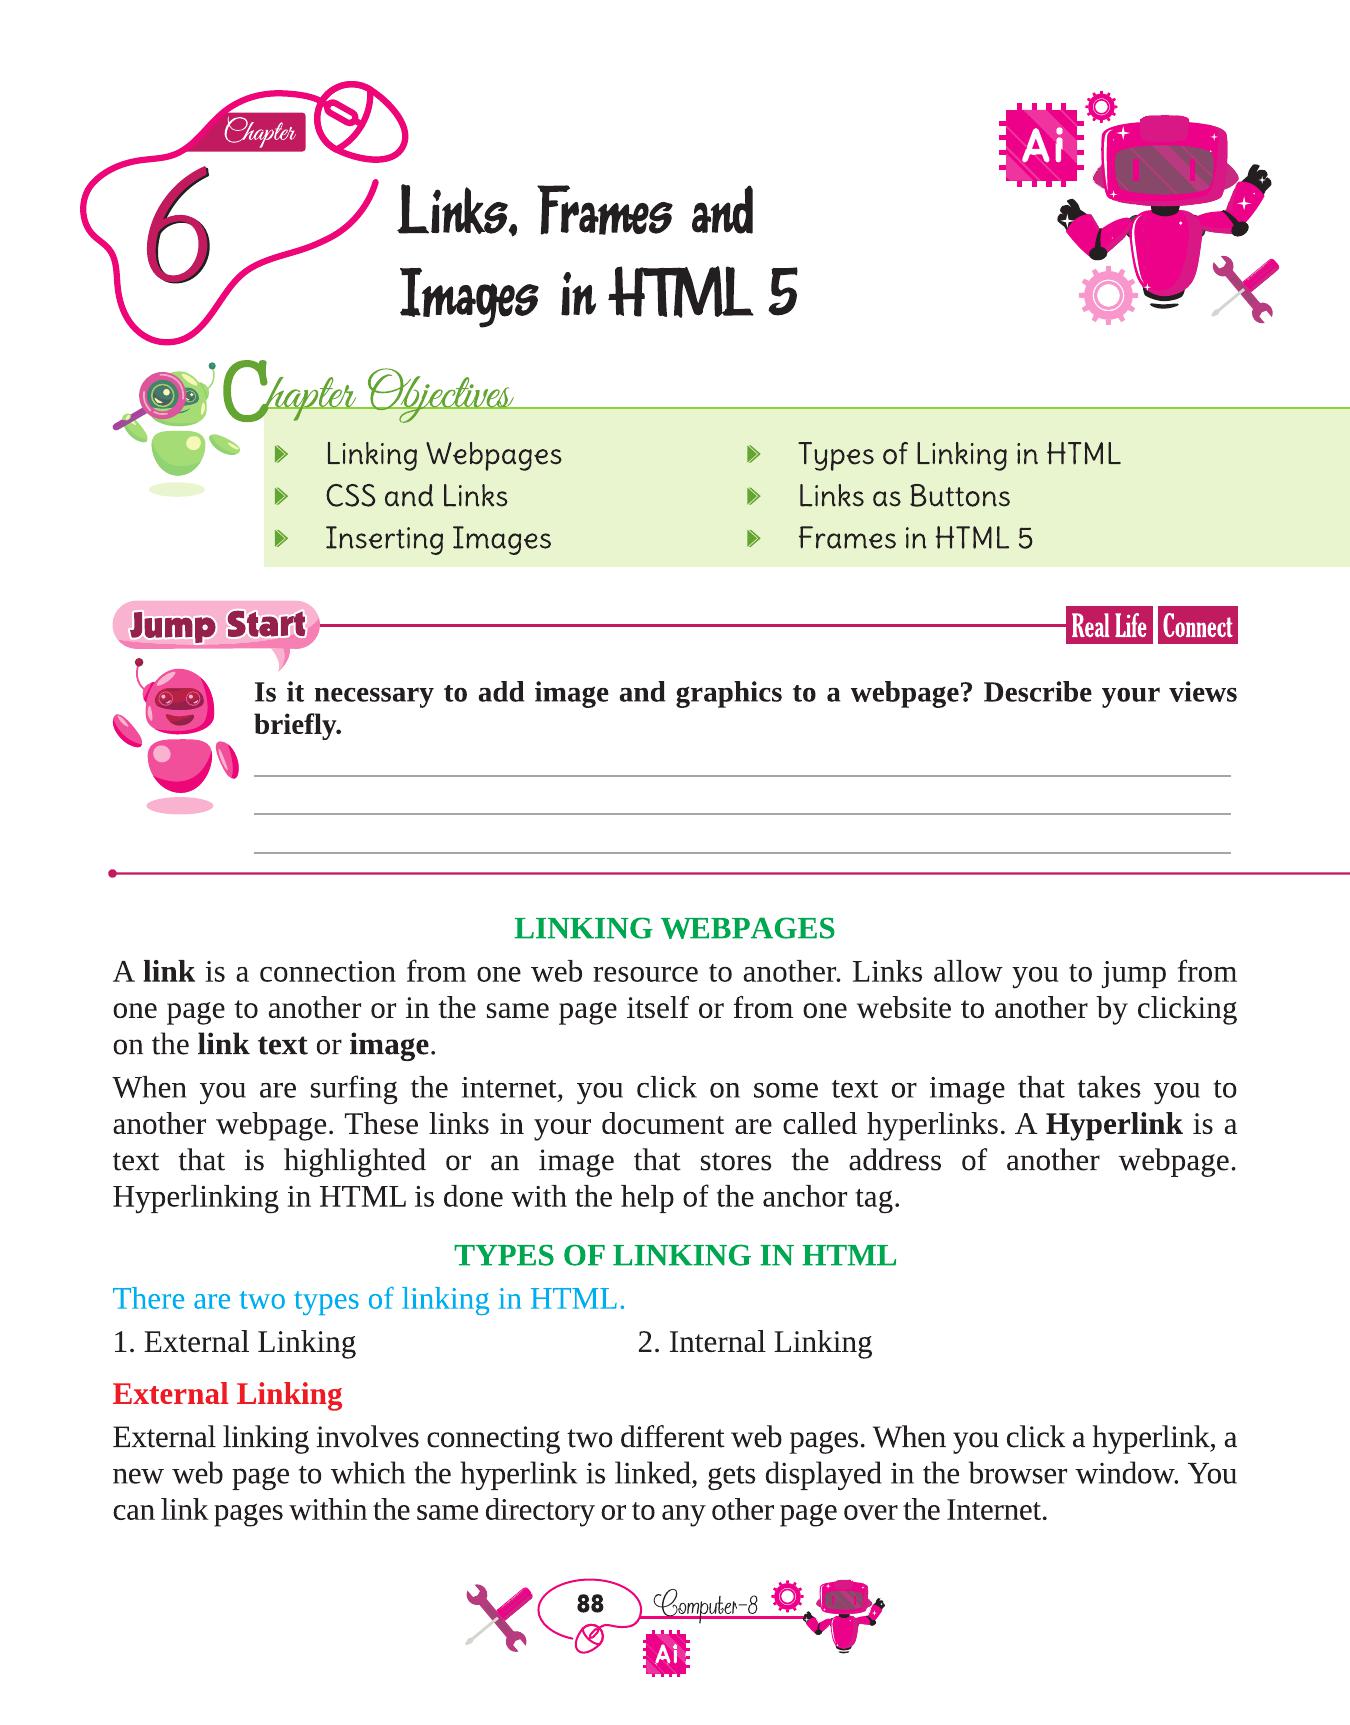 Chapter
6
Links, Frames and
Images in HTML 5
Ai
Chapter Objectives
Linking Webpages
Types of Linking in HTML
CSS and Links
Links as Buttons
Inserting Images
Frames in HTML 5
Jump Start
Real Life Connect
Is it necessary to add image and graphics to a webpage? Describe your views
briefly.
LINKING WEBPAGES
A link is a connection from one web resource to another. Links allow you to jump from
one page to another or in the same page itself or from one website to another by clicking
on the link text or image.
When you are surfing the internet, you click on some text or image that takes you to
another webpage. These links in your document are called hyperlinks. A Hyperlink is a
text that is highlighted or an image that stores the address of another webpage.
Hyperlinking in HTML is done with the help of the anchor tag.
TYPES OF LINKING IN HTML
There are two types of linking in HTML.
1. External Linking
2. Internal Linking
External Linking
External linking involves connecting two different web pages. When you click a hyperlink, a
new web page to which the hyperlink is linked, gets displayed in the browser window. You
can link pages within the same directory or to any other page over the Internet.
88
Computer-8
Ai